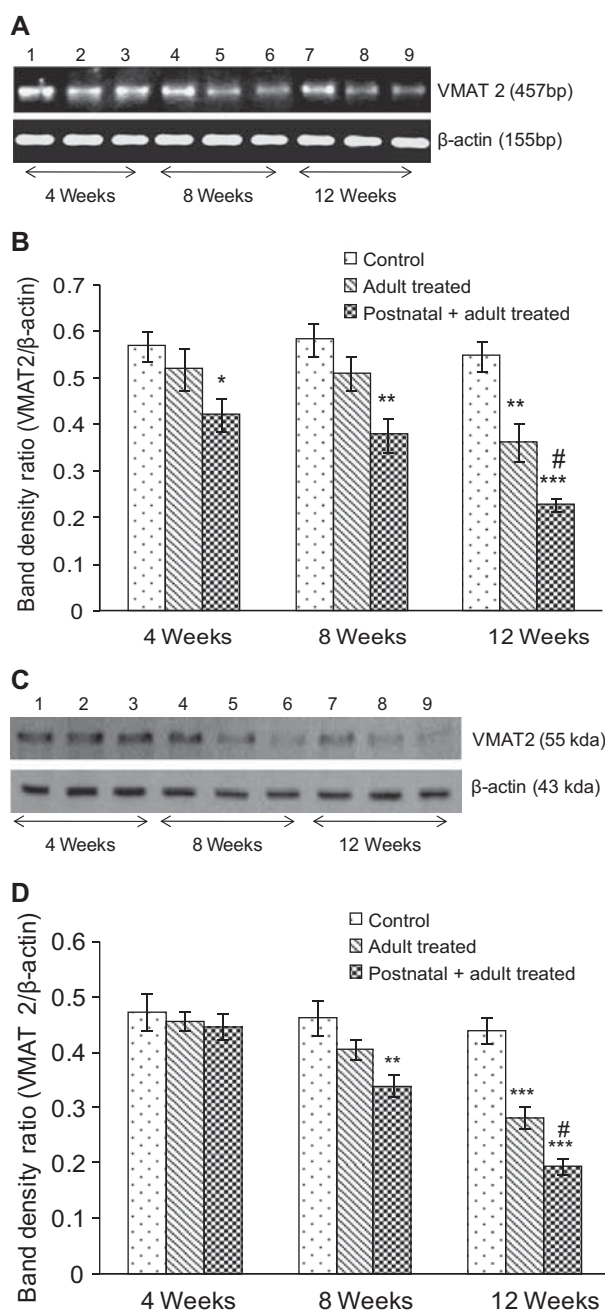 A
1 2 3 4 5 6 7 8 9
VMAT 2 (457bp)
β-actin (155bp)
4 Weeks 8 Weeks 12 Weeks
B
Control
Adult treated
Postnatal + adult treated
Band density ratio (VMAT2/β-actin)
0.7
0.6
0.5
0.4
0.3
0.2
0.1
0
*
**
**
#
***
4 Weeks 8 Weeks 12 Weeks
C
1 2 3 4 5 6 7 8 9
VMAT2 (55 kda)
β-actin (43 kda)
4 Weeks 8 Weeks 12 Weeks
D
Control
Adult treated
Postnatal + adult treated
Band density ratio (VMAT 2/β-actin)
0.6
0.5
0.4
0.3
0.2
0.1
0
**
***
#
***
4 Weeks 8 Weeks 12 Weeks